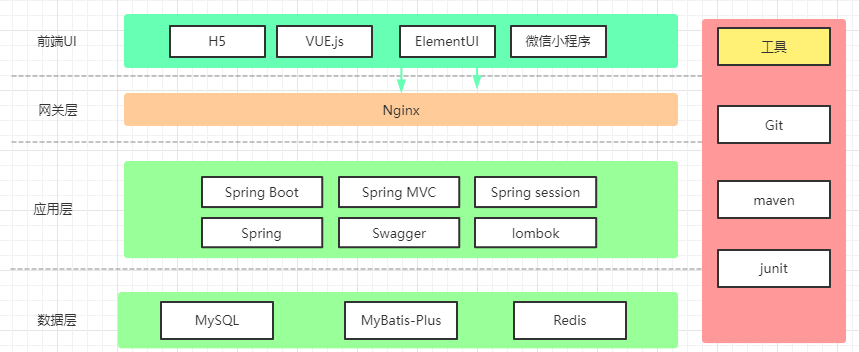 前端UI
H5
VUE.js
ElementUI
微信小程序
网关层
Nginx
应用层
Spring Boot
Spring MVC
Spring session
Spring
Swagger
lombok
数据层
MySQL
MyBatis-Plus
Redis
工具
Git
maven
junit